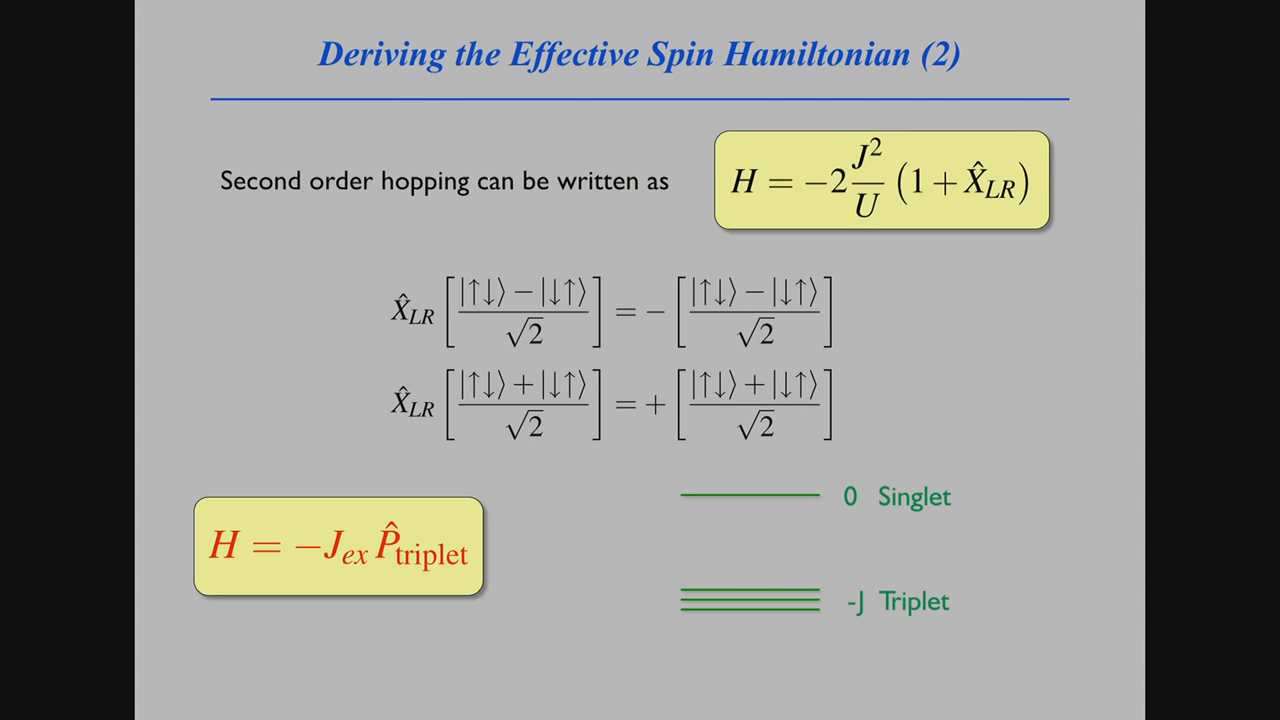 Deriving the Effective Spin Hamiltonian (2)
Second order hopping can be written as
H = −2 J²/U (1 + X̂_LR)
X̂_LR [ (|↑↓⟩ − |↓↑⟩)/√2 ] = − [ (|↑↓⟩ − |↓↑⟩)/√2 ]
X̂_LR [ (|↑↓⟩ + |↓↑⟩)/√2 ] = + [ (|↑↓⟩ + |↓↑⟩)/√2 ]
0 Singlet
H = −J_ex P̂_triplet
-J Triplet